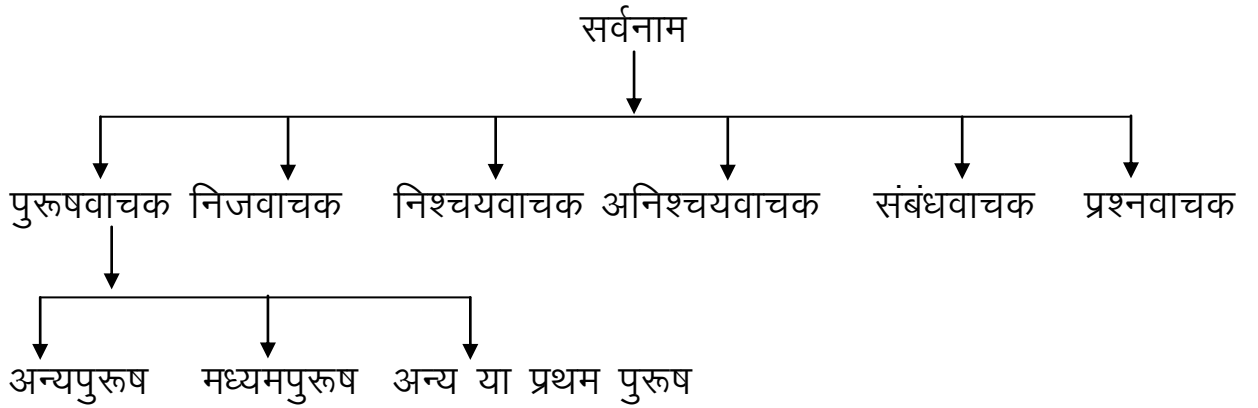 सर्वनाम
पुरूषवाचक निजवाचक निश्चयवाचक अनिश्चयवाचक संबंधवाचक प्रश्नवाचक
अन्यपुरूष मध्यमपुरूष अन्य या प्रथम पुरूष